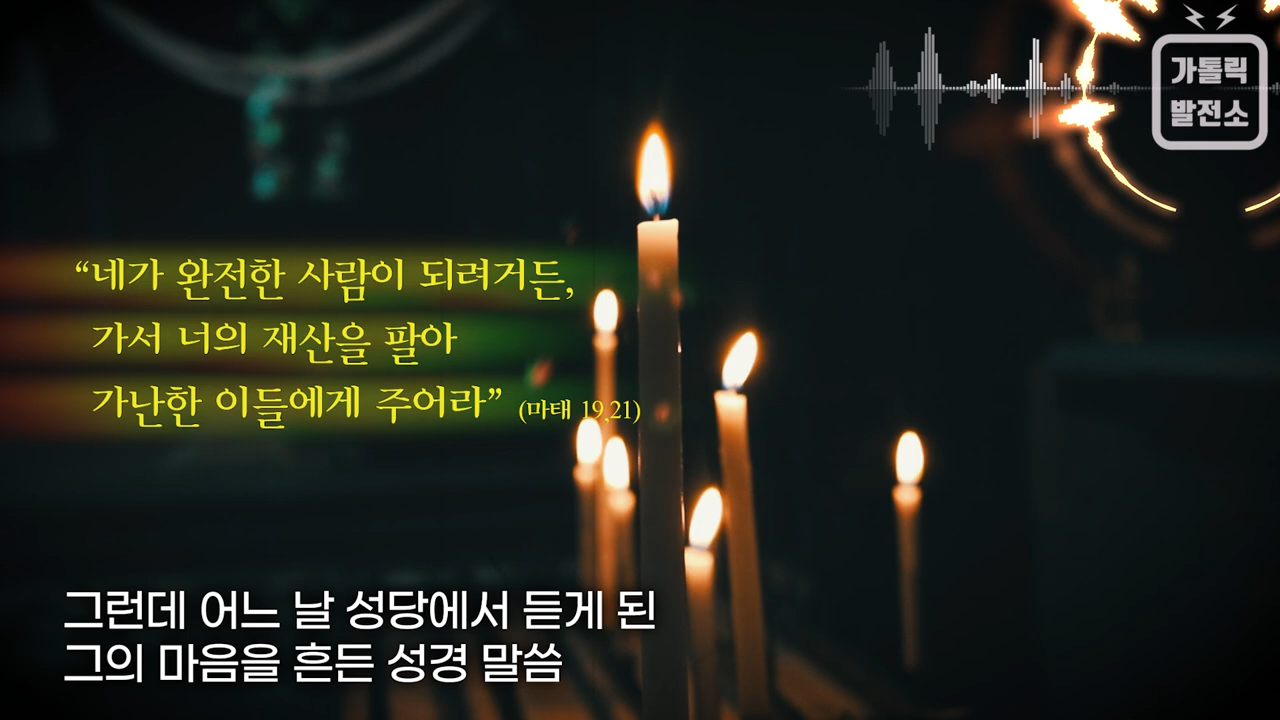 가톨릭
발전소
“네가 완전한 사람이 되려거든,
가서 너의 재산을 팔아
가난한 이들에게 주어라” (마태 19,21)
그런데 어느 날 성당에서 듣게 된
그의 마음을 흔든 성경 말씀